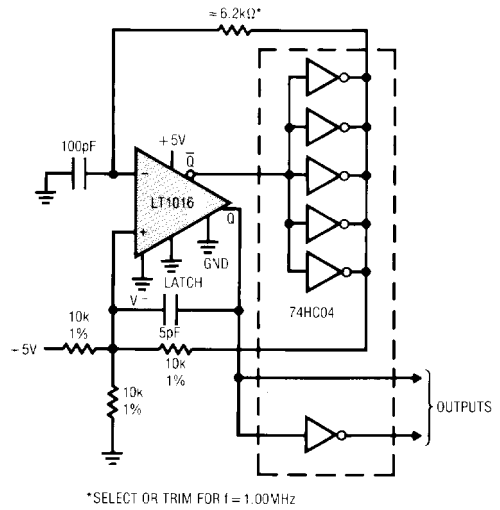 ≈6.2kΩ*
100pF
+5V
Q̅
−
LT1016
Q
+
GND
LATCH
V−
5pF
74HC04
10k
1%
+5V
10k
1%
10k
1%
OUTPUTS
*SELECT OR TRIM FOR f = 1.00MHz